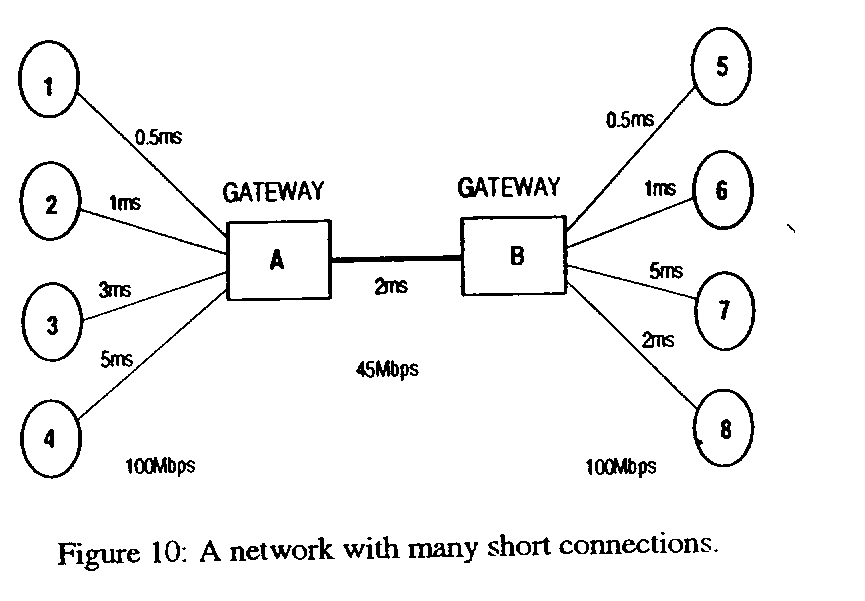 1
5
0.5ms
0.5ms
2
1ms
GATEWAY
GATEWAY
1ms
6
A
B
3ms
2ms
5ms
3
7
5ms
2ms
45Mbps
4
8
100Mbps
100Mbps
Figure 10: A network with many short connections.